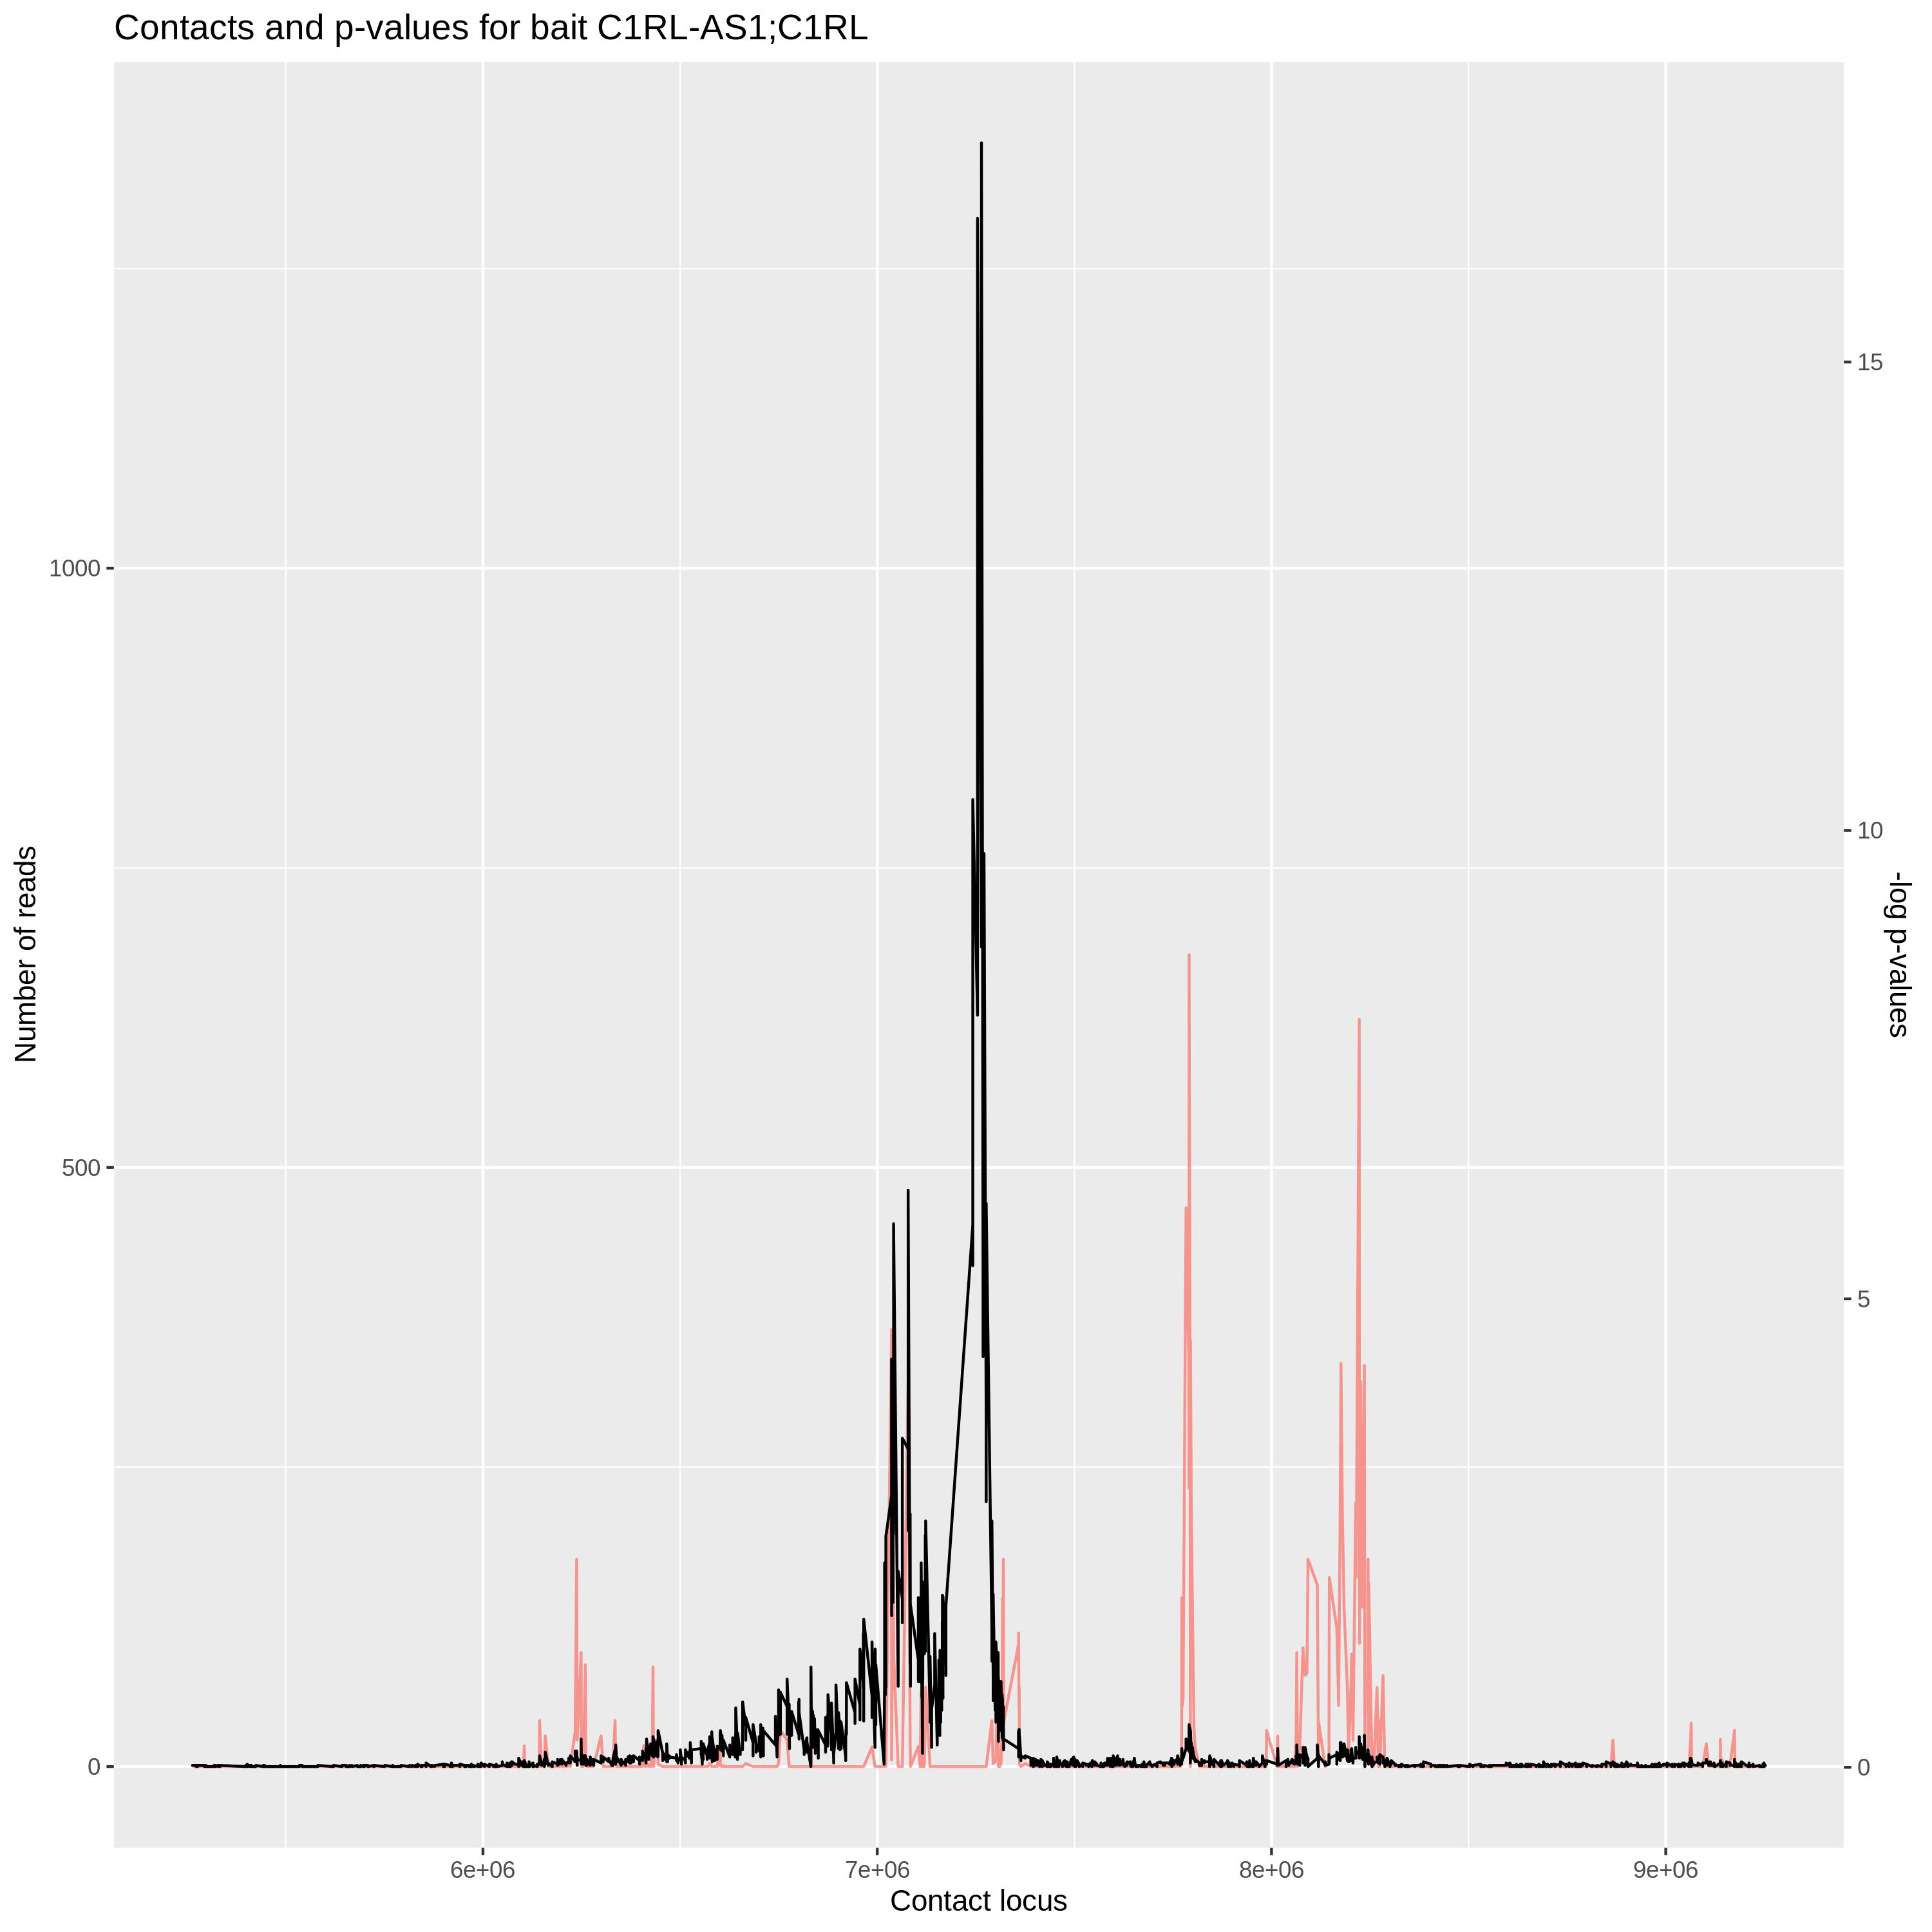 Contacts and p-values for bait C1RL-AS1;C1RL
Number of reads
1000
500
0
15
10
5
0
-log p-values
6e+06
7e+06
8e+06
9e+06
Contact locus